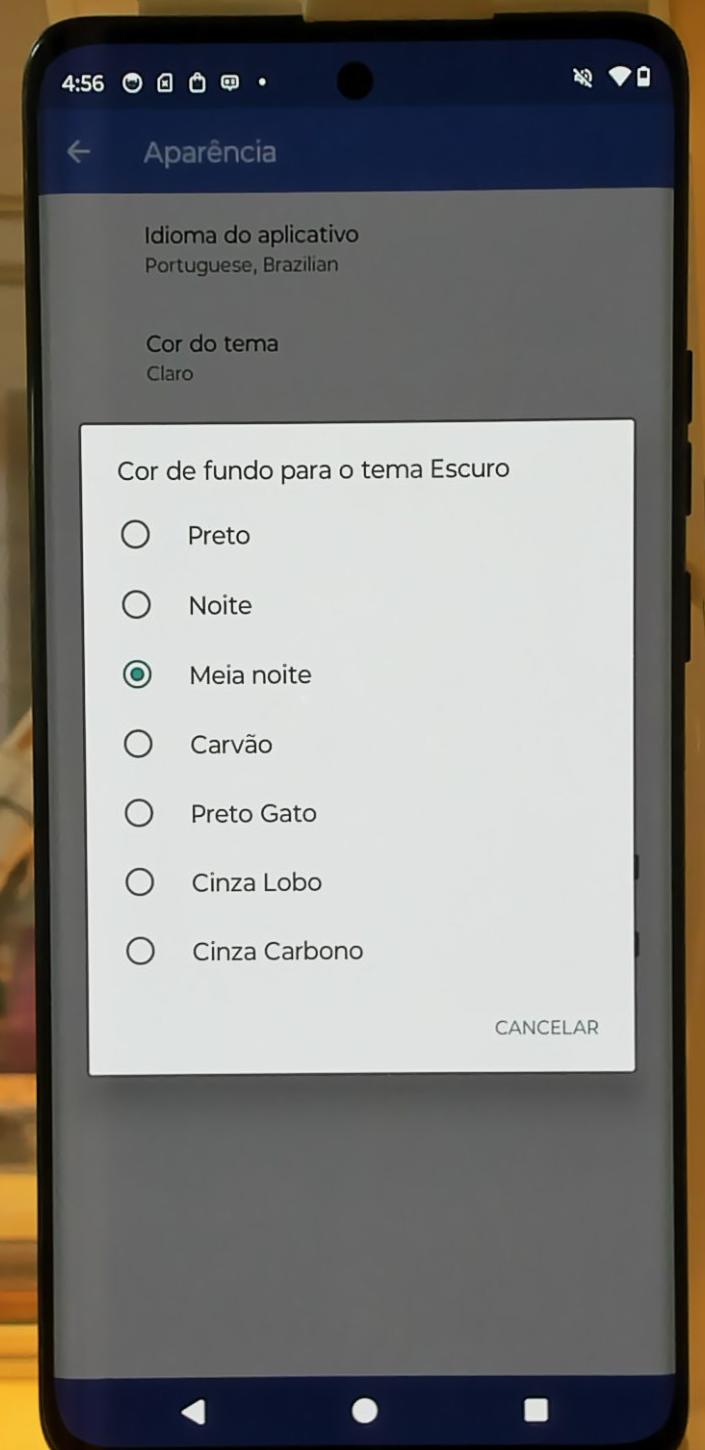 4:56
Aparência
Idioma do aplicativo
Portuguese, Brazilian
Cor do tema
Claro
Cor de fundo para o tema Escuro
Preto
Noite
Meia noite
Carvão
Preto Gato
Cinza Lobo
Cinza Carbono
CANCELAR